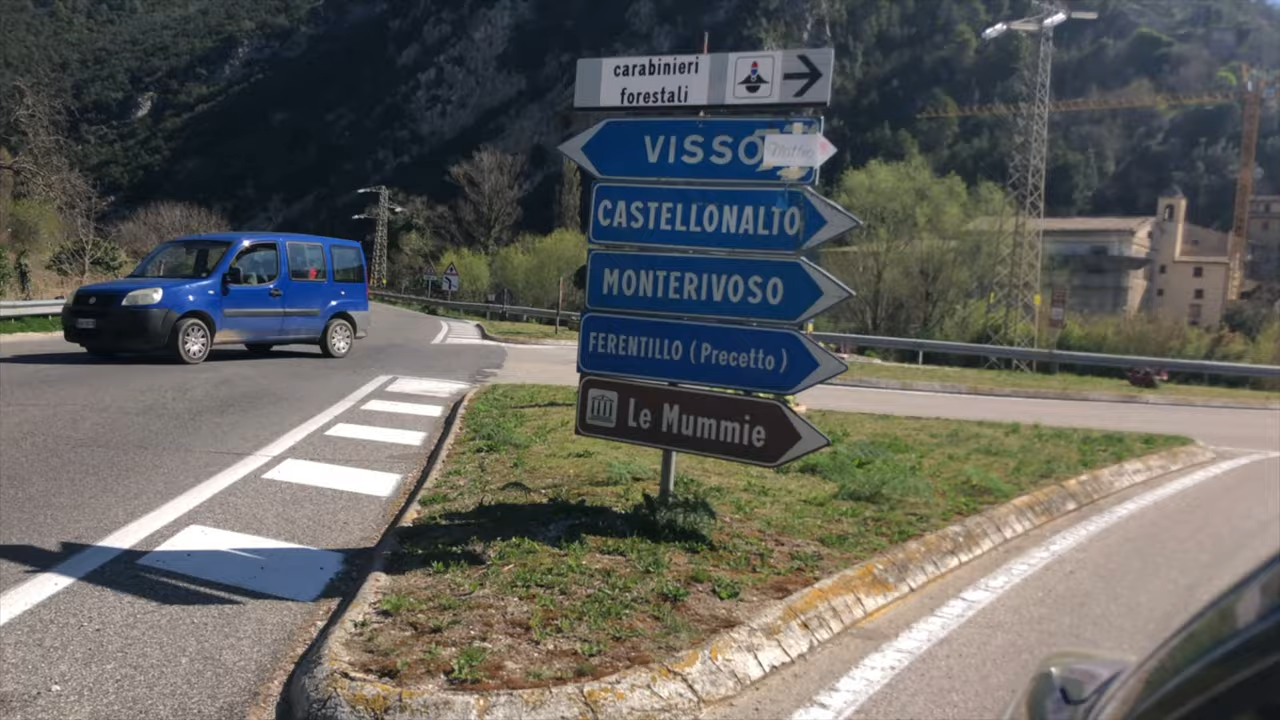 carabinieri
forestali
VISSO
CASTELLONALTO
MONTERIVOSO
FERENTILLO (Precetto)
Le Mummie